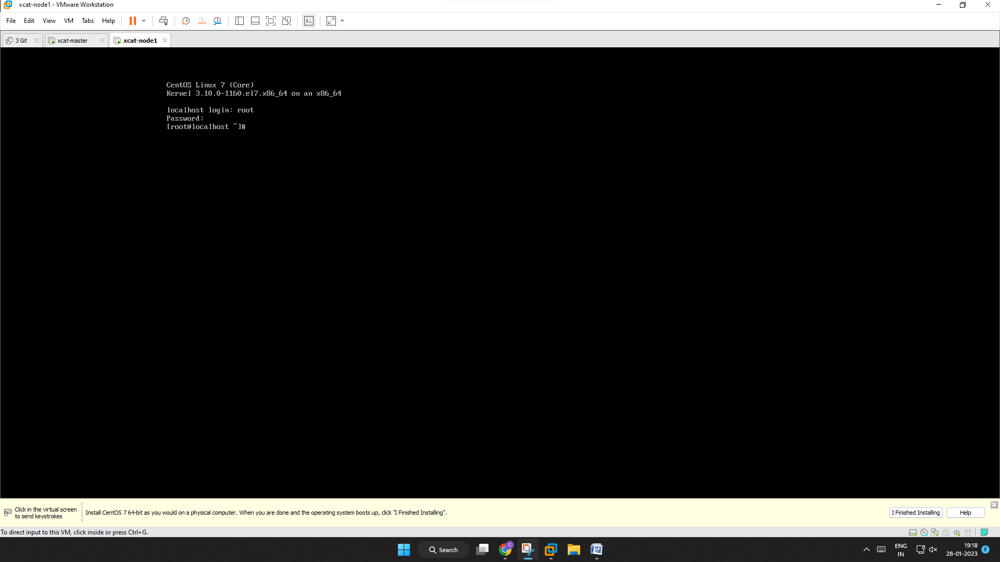 xcat-node1 - VMware Workstation
File Edit View VM Tabs Help
3 Git xcat-master xcat-node1
CentOS Linux 7 (Core)
Kernel 3.10.0-1160.el7.x86_64 on an x86_64
localhost login: root
Password:
[root@localhost ~]#
Click in the virtual screen
to send keystrokes
Install CentOS 7 64-bit as you would on a physical computer. When you are done and the operating system boots up, click "I Finished Installing".
I Finished Installing Help
To direct input to this VM, click inside or press Ctrl+G.
Search
C
ENG
IN
19:18
28-01-2023
8